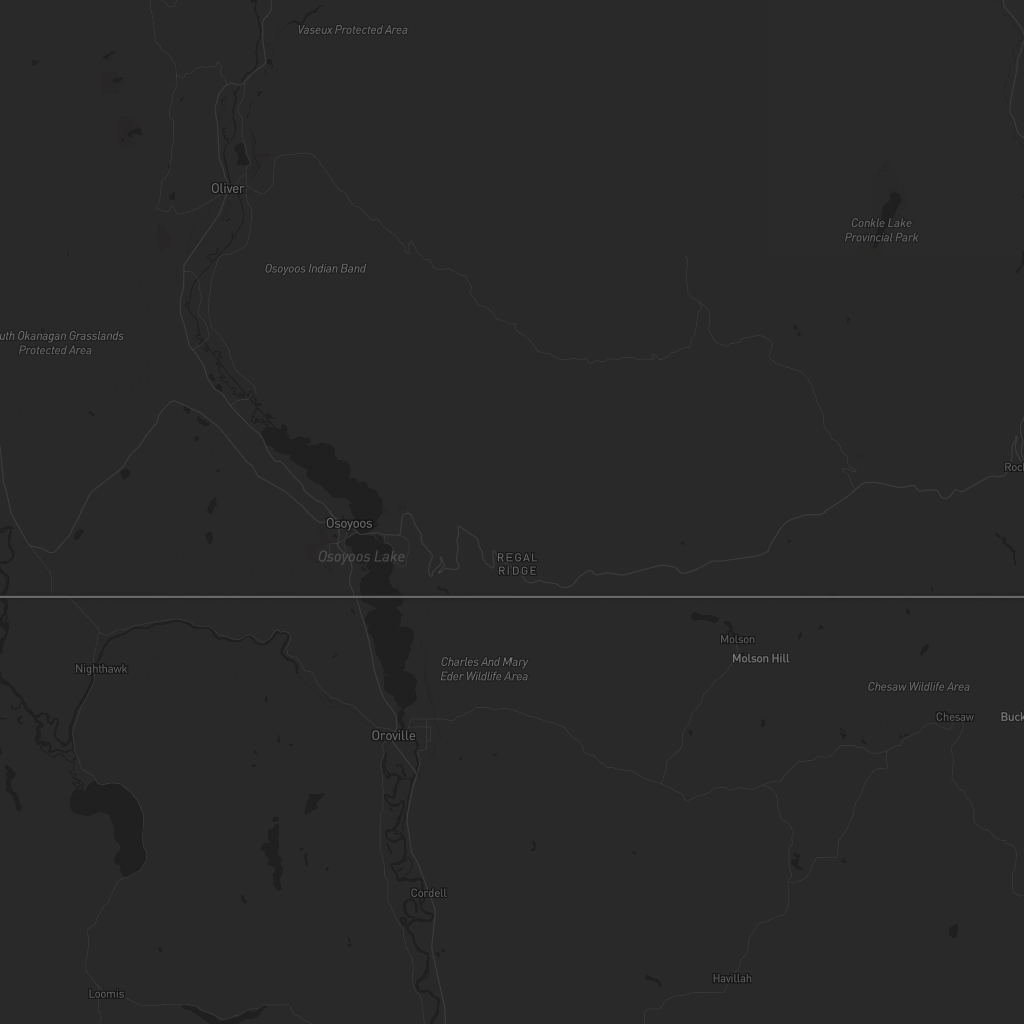 Vaseux Protected Area
Oliver
Conkle Lake
Provincial Park
Osoyoos Indian Band
uth Okanagan Grasslands
Protected Area
Roc
Osoyoos
Osoyoos Lake
REGAL
RIDGE
Molson
Molson Hill
Nighthawk
Charles And Mary
Eder Wildlife Area
Chesaw Wildlife Area
Chesaw
Buck
Oroville
Cordell
Havillah
Loomis